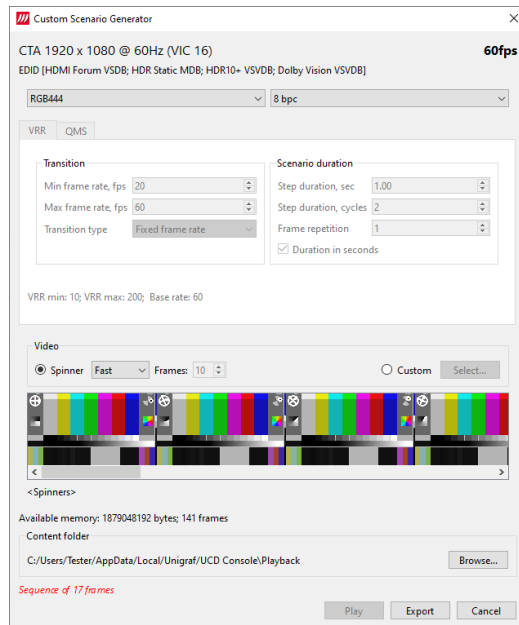 Custom Scenario Generator
CTA 1920 x 1080 @ 60Hz (VIC 16) 60fps
EDID [HDMI Forum VSDB; HDR Static MDB; HDR10+ VSVDB; Dolby Vision VSVDB]
RGB444 8 bpc
VRR QMS
Transition Scenario duration
Min frame rate, fps 20 Step duration, sec 1.00
Max frame rate, fps 60 Step duration, cycles 2
Transition type Fixed frame rate Frame repetition 1
Duration in seconds
VRR min: 10; VRR max: 200; Base rate: 60
Video
Spinner Fast Frames: 10 Custom Select...
<Spinners>
Available memory: 1879048192 bytes; 141 frames
Content folder
C:/Users/Tester/AppData/Local/Unigraf/UCD Console\Playback Browse...
Sequence of 17 frames
Play Export Cancel